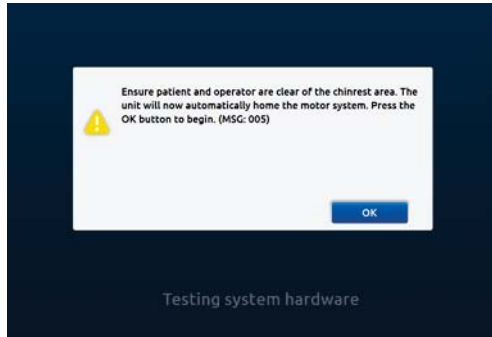 Ensure patient and operator are clear of the chinrest area. The
unit will now automatically home the motor system. Press the
OK button to begin. (MSG: 005)
OK
Testing system hardware